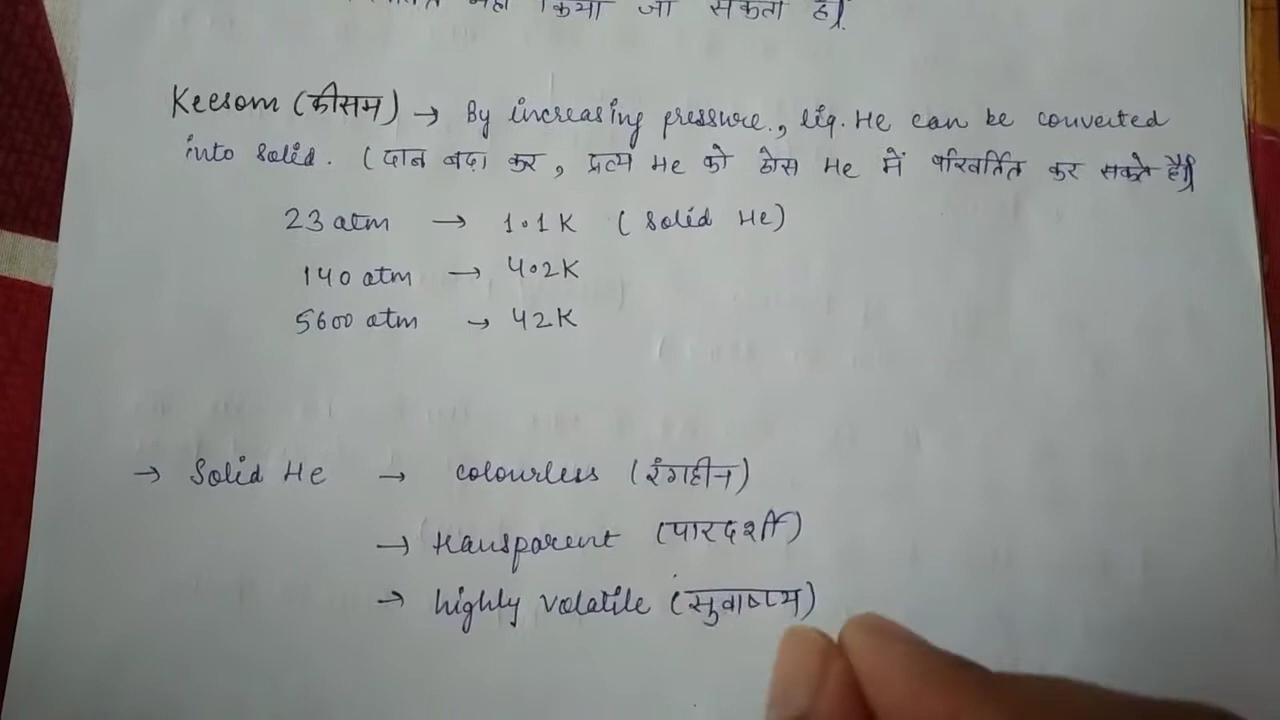 किया जा सकता है।
Keesom (कीसम) → By increasing pressure, liq. He can be converted
into solid. (दाब बढ़ा कर, द्रव्य He को ठोस He में परिवर्तित कर सकते है।)
23 atm → 1.1K (Solid He)
140 atm → 4.2K
5600 atm → 42K
→ Solid He → colourless (रंगहीन)
→ transparent (पारदर्शी)
→ highly volatile (सुवाष्प्य)